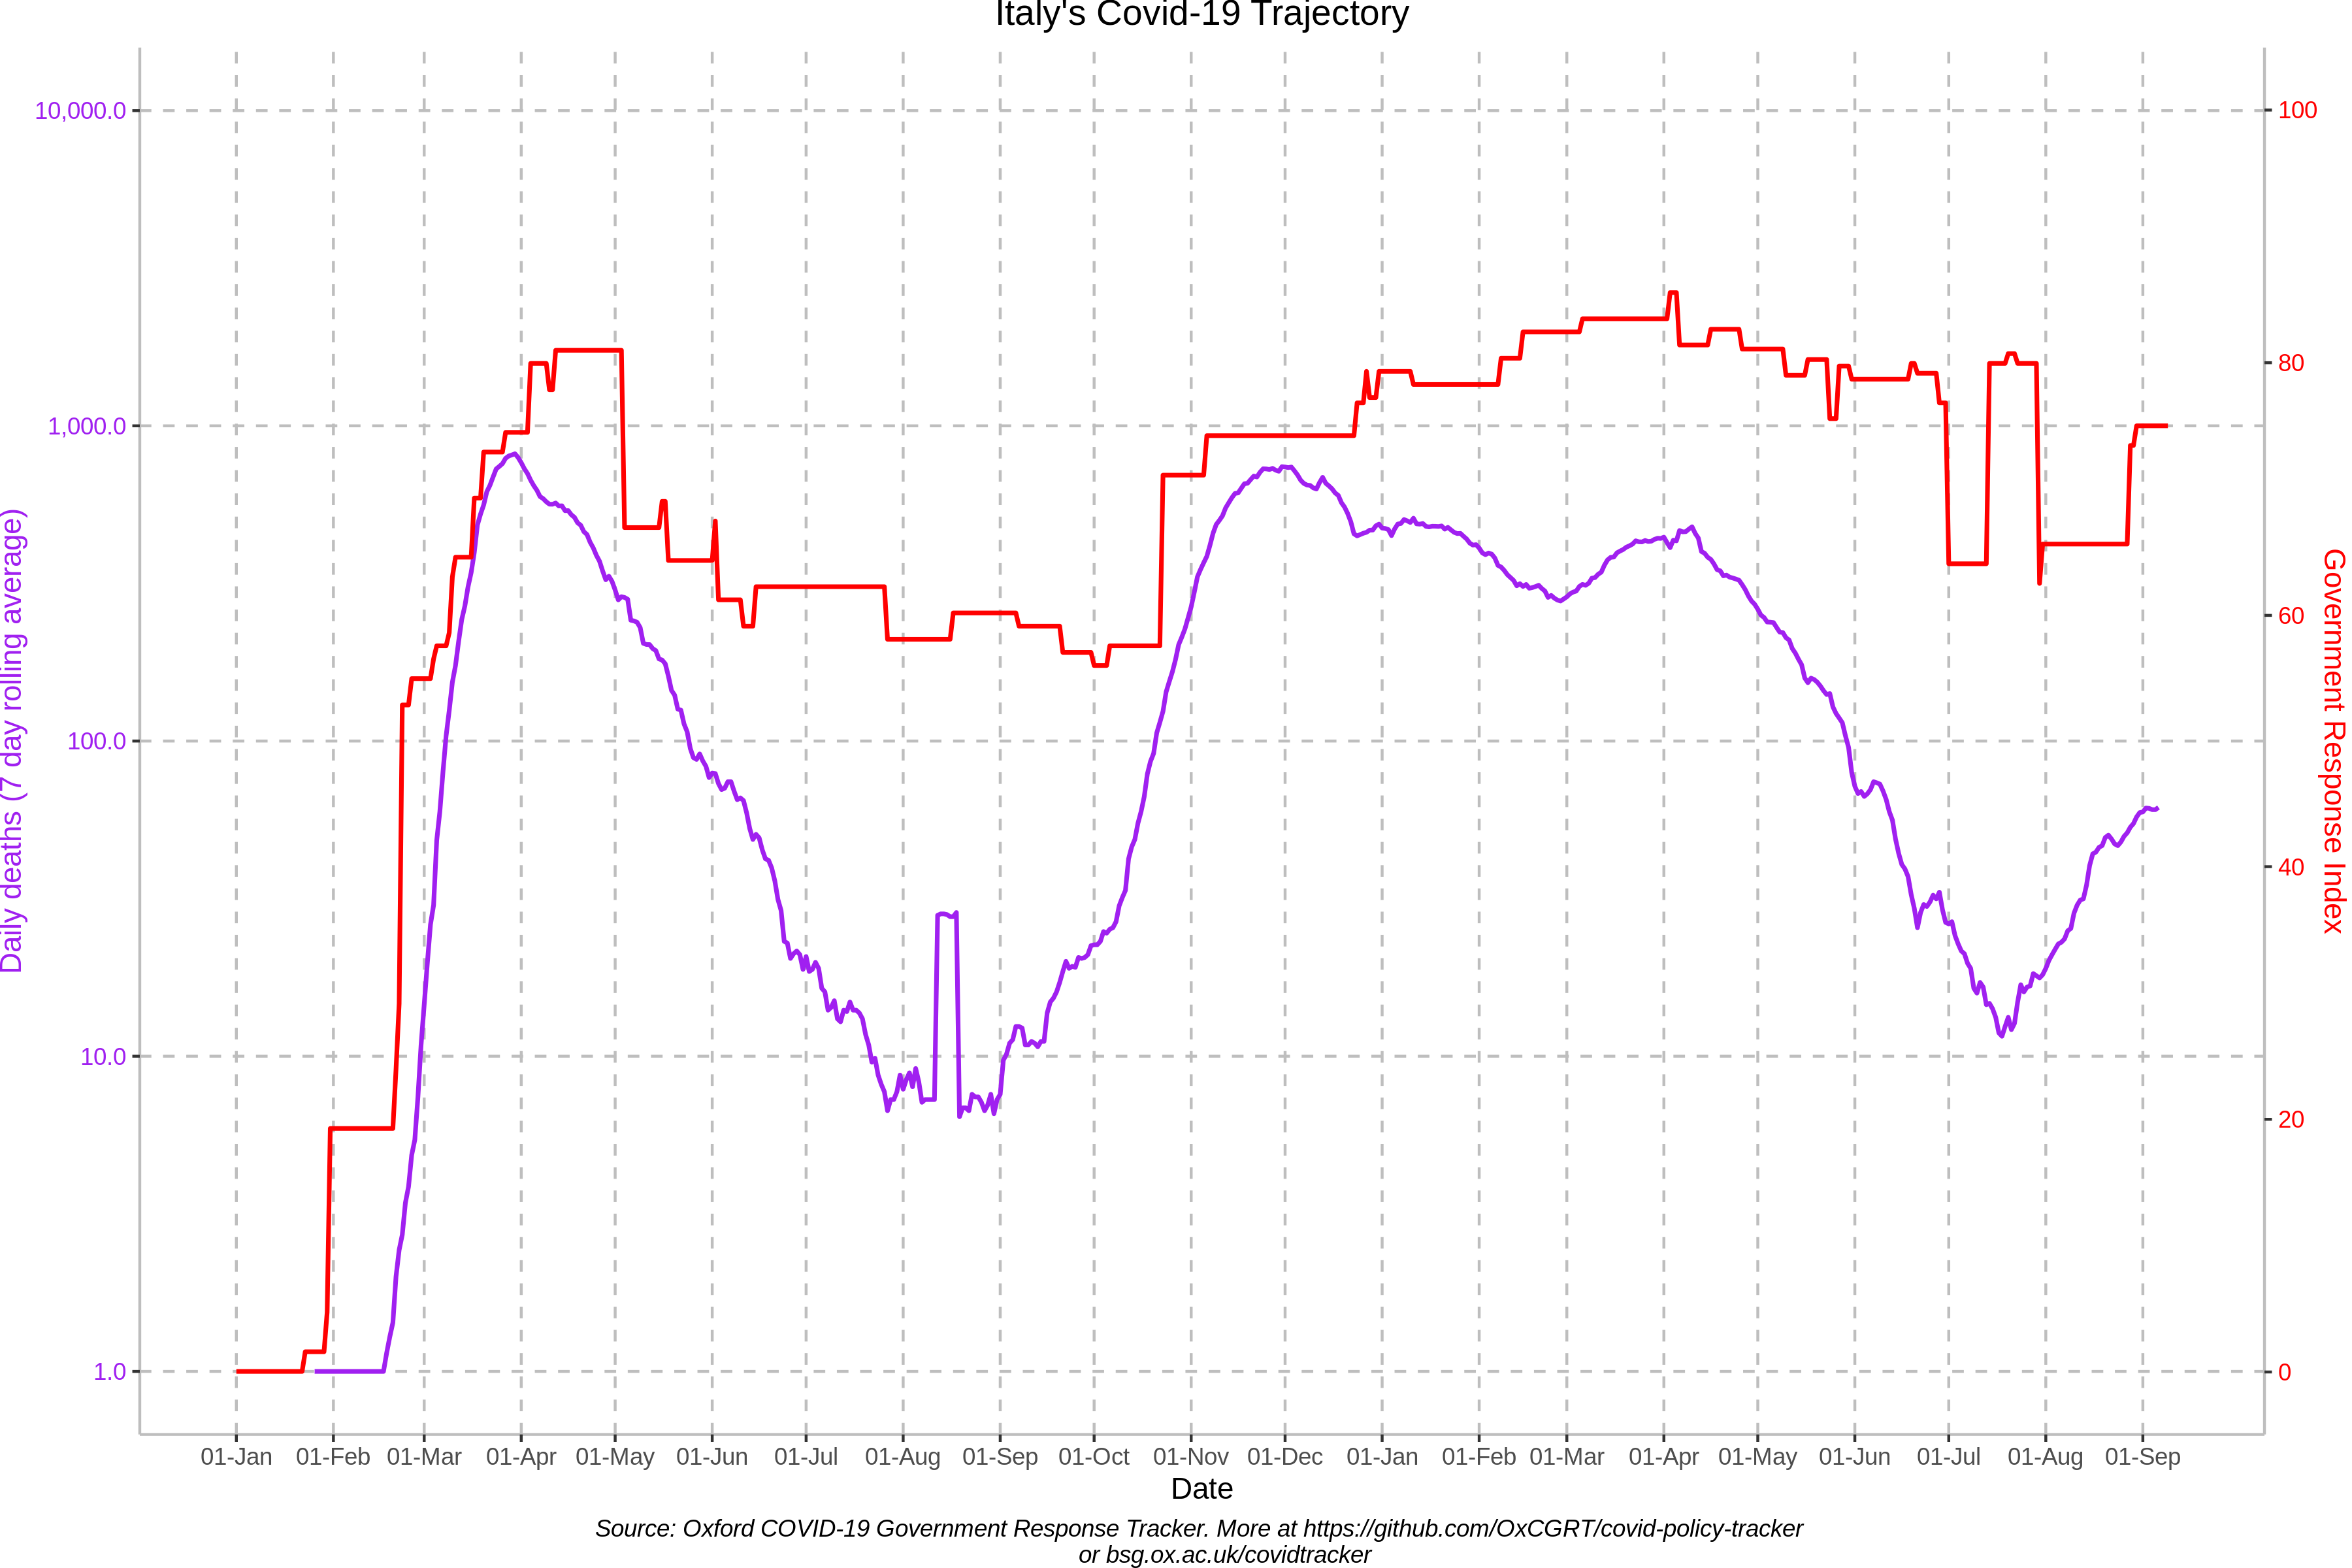 Italy's Covid-19 Trajectory
10,000.0
1,000.0
100.0
10.0
1.0
Daily deaths (7 day rolling average)
100
80
60
40
20
0
Government Response Index
01-Jan 01-Feb 01-Mar 01-Apr 01-May 01-Jun 01-Jul 01-Aug 01-Sep 01-Oct 01-Nov 01-Dec 01-Jan 01-Feb 01-Mar 01-Apr 01-May 01-Jun 01-Jul 01-Aug 01-Sep
Date
Source: Oxford COVID-19 Government Response Tracker. More at https://github.com/OxCGRT/covid-policy-tracker
or bsg.ox.ac.uk/covidtracker